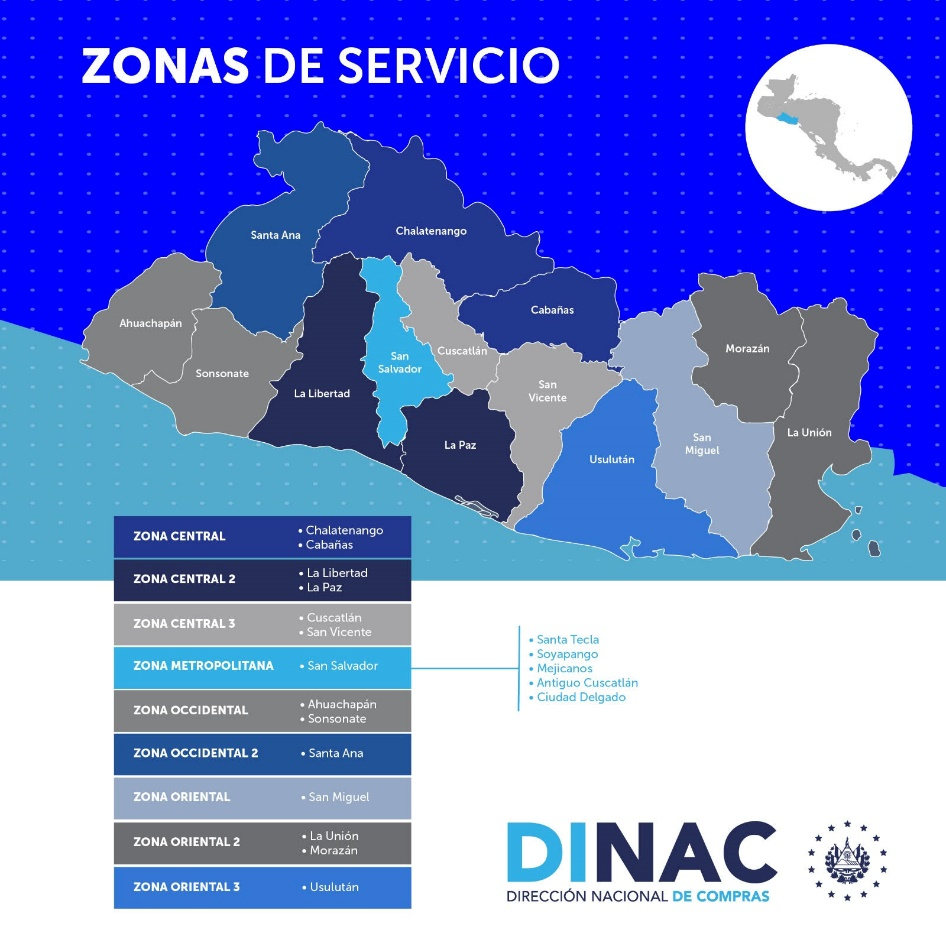 ZONAS DE SERVICIO
Santa Ana
Chalatenango
Ahuachapán
Sonsonate
La Libertad
San
Salvador
Cuscatlán
Cabañas
San
Vicente
La Paz
Usulután
San
Miguel
Morazán
La Unión
ZONA CENTRAL
• Chalatenango
• Cabañas
ZONA CENTRAL 2
• La Libertad
• La Paz
ZONA CENTRAL 3
• Cuscatlán
• San Vicente
ZONA METROPOLITANA
• San Salvador
• Santa Tecla
• Soyapango
• Mejicanos
• Antiguo Cuscatlán
• Ciudad Delgado
ZONA OCCIDENTAL
• Ahuachapán
• Sonsonate
ZONA OCCIDENTAL 2
• Santa Ana
ZONA ORIENTAL
• San Miguel
ZONA ORIENTAL 2
• La Unión
• Morazán
ZONA ORIENTAL 3
• Usulután
DINAC
DIRECCIÓN NACIONAL DE COMPRAS